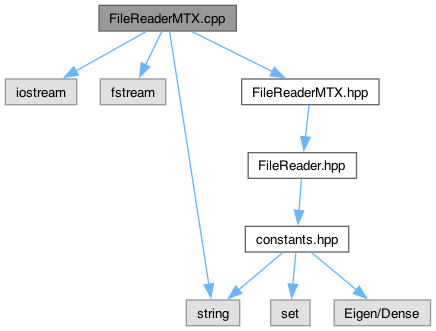 FileReaderMTX.cpp
iostream
fstream
FileReaderMTX.hpp
FileReader.hpp
constants.hpp
string
set
Eigen/Dense